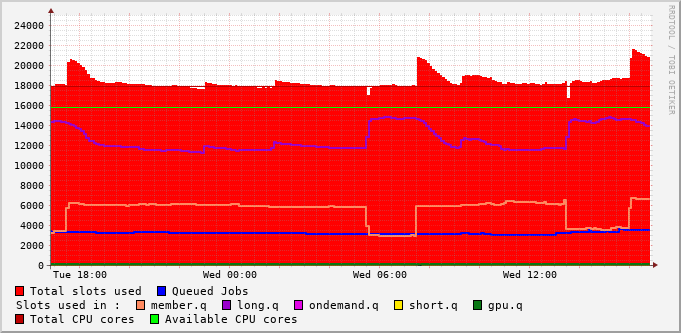 RRDTOOL / TOBI OETIKER
24000
22000
20000
18000
16000
14000
12000
10000
8000
6000
4000
2000
0
Tue 18:00 Wed 00:00 Wed 06:00 Wed 12:00
Total slots used Queued Jobs
Slots used in : member.q long.q ondemand.q short.q gpu.q
Total CPU cores Available CPU cores